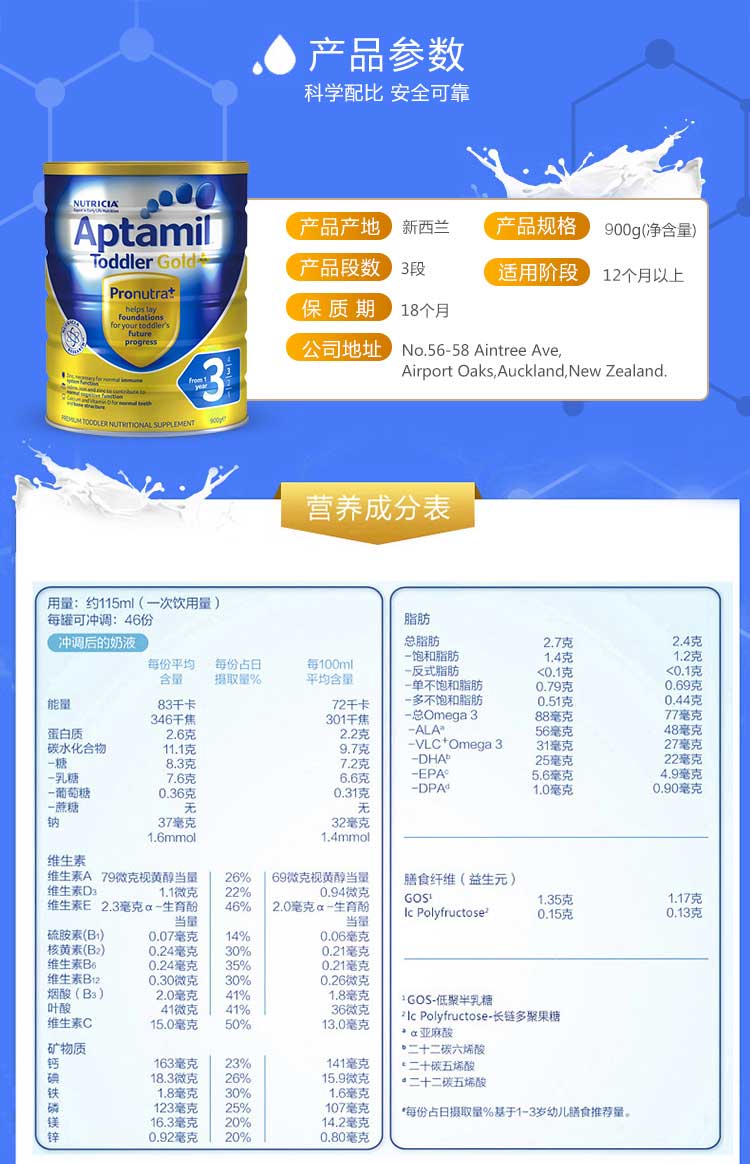 产品参数
科学配比 安全可靠
NUTRICIA
Aptamil
Toddler Gold+
Pronutra+
helps lay
foundations
for your toddler's
future
progress
From 1
year
3
Zinc, necessary for normal immune
system function
Iodine, iron and zinc to contribute to
normal cognitive function
Calcium and Vitamin D for normal teeth
and bone structure
PREMIUM TODDLER NUTRITIONAL SUPPLEMENT
900g
产品产地 新西兰 产品规格 900g(净含量)
产品段数 3段 适用阶段 12个月以上
保质期 18个月
公司地址 No.56-58 Aintree Ave,
Airport Oaks,Auckland,New Zealand.
营养成分表
用量：约115ml（一次饮用量）
每罐可冲调：46份
冲调后的奶液
每份平均 每份占日 每100ml
含量 摄取量% 平均含量
能量 83千卡 72千卡
346千焦 301千焦
蛋白质 2.6克 2.2克
碳水化合物 11.1克 9.7克
-糖 8.3克 7.2克
-乳糖 7.6克 6.6克
-葡萄糖 0.36克 0.31克
-蔗糖 无 无
钠 37毫克 32毫克
1.6mmol 1.4mmol
维生素
维生素A 79微克视黄醇当量 26% 69微克视黄醇当量
维生素D3 1.1微克 22% 0.94微克
维生素E 2.3毫克α-生育酚 46% 2.0毫克α-生育酚
当量 当量
硫胺素(B1) 0.07毫克 14% 0.06毫克
核黄素(B2) 0.24毫克 30% 0.21毫克
维生素B6 0.24毫克 35% 0.21毫克
维生素B12 0.30微克 30% 0.26微克
烟酸（B3） 2.0毫克 41% 1.8毫克
叶酸 41微克 41% 36微克
维生素C 15.0毫克 50% 13.0毫克
矿物质
钙 163毫克 23% 141毫克
碘 18.3微克 26% 15.9微克
铁 1.8毫克 30% 1.6毫克
磷 123毫克 25% 107毫克
镁 16.3毫克 20% 14.2毫克
锌 0.92毫克 20% 0.80毫克
脂肪
总脂肪 2.7克 2.4克
-饱和脂肪 1.4克 1.2克
-反式脂肪 <0.1克 <0.1克
-单不饱和脂肪 0.79克 0.69克
-多不饱和脂肪 0.51克 0.44克
-总Omega 3 88毫克 77毫克
-ALAa 56毫克 48毫克
-VLC+Omega 3 31毫克 27毫克
-DHAb 25毫克 22毫克
-EPAc 5.6毫克 4.9毫克
-DPAd 1.0毫克 0.90毫克
膳食纤维（益生元）
GOS1 1.35克 1.17克
lc Polyfructose2 0.15克 0.13克
1 GOS-低聚半乳糖
2 lc Polyfructose-长链多聚果糖
a α亚麻酸
b 二十二碳六烯酸
c 二十碳五烯酸
d 二十二碳五烯酸
#每份占日摄取量%基于1-3岁幼儿膳食推荐量。